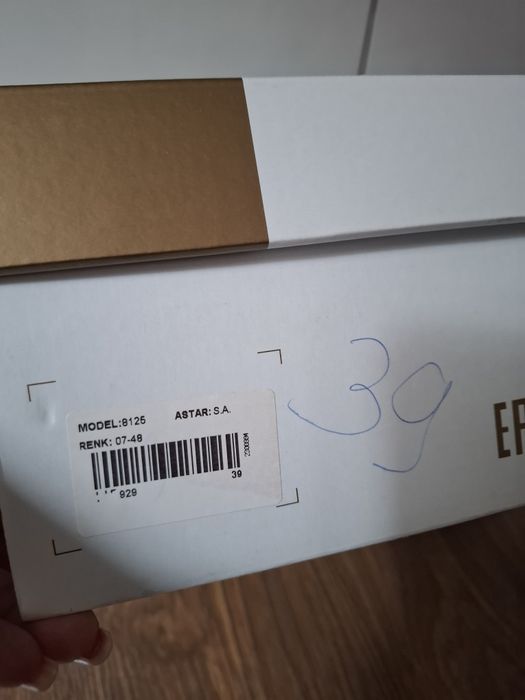 MODEL:8125 ASTAR: S.A.
RENK: 07-48
929 39
39